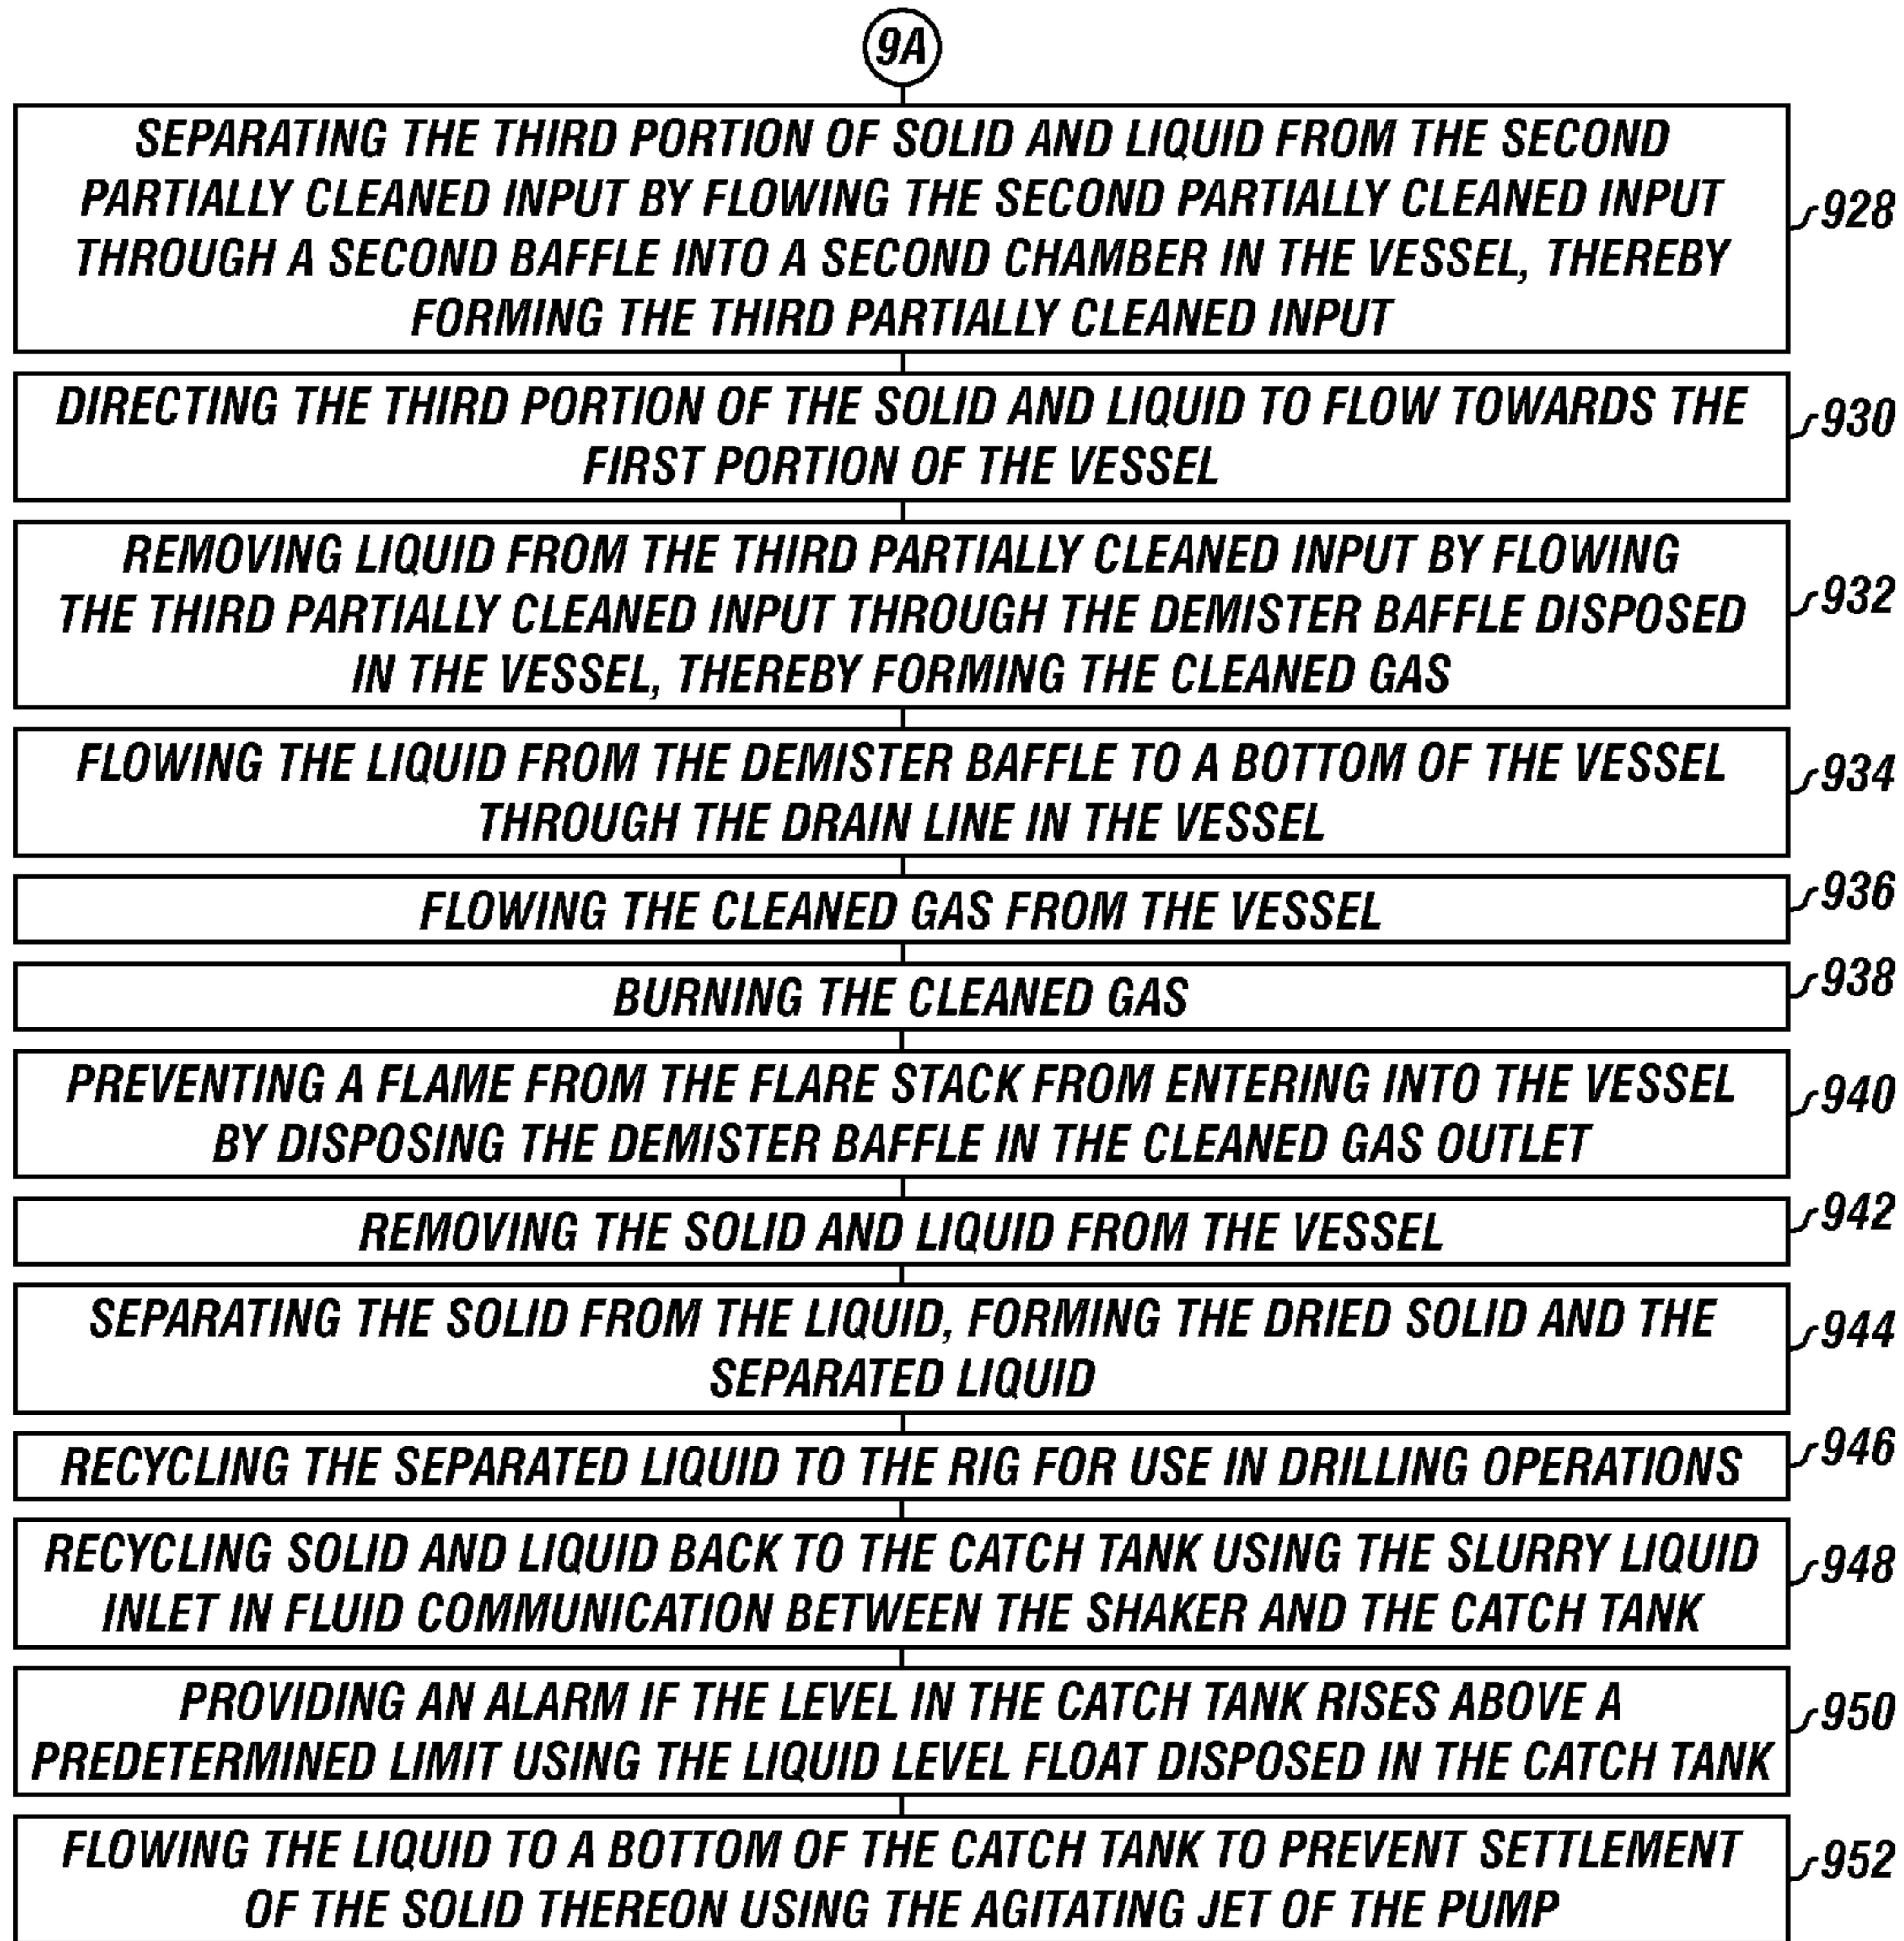 9A
SEPARATING THE THIRD PORTION OF SOLID AND LIQUID FROM THE SECOND
PARTIALLY CLEANED INPUT BY FLOWING THE SECOND PARTIALLY CLEANED INPUT
THROUGH A SECOND BAFFLE INTO A SECOND CHAMBER IN THE VESSEL, THEREBY
FORMING THE THIRD PARTIALLY CLEANED INPUT
928
DIRECTING THE THIRD PORTION OF THE SOLID AND LIQUID TO FLOW TOWARDS THE
FIRST PORTION OF THE VESSEL
930
REMOVING LIQUID FROM THE THIRD PARTIALLY CLEANED INPUT BY FLOWING
THE THIRD PARTIALLY CLEANED INPUT THROUGH THE DEMISTER BAFFLE DISPOSED
IN THE VESSEL, THEREBY FORMING THE CLEANED GAS
932
FLOWING THE LIQUID FROM THE DEMISTER BAFFLE TO A BOTTOM OF THE VESSEL
THROUGH THE DRAIN LINE IN THE VESSEL
934
FLOWING THE CLEANED GAS FROM THE VESSEL
936
BURNING THE CLEANED GAS
938
PREVENTING A FLAME FROM THE FLARE STACK FROM ENTERING INTO THE VESSEL
BY DISPOSING THE DEMISTER BAFFLE IN THE CLEANED GAS OUTLET
940
REMOVING THE SOLID AND LIQUID FROM THE VESSEL
942
SEPARATING THE SOLID FROM THE LIQUID, FORMING THE DRIED SOLID AND THE
SEPARATED LIQUID
944
RECYCLING THE SEPARATED LIQUID TO THE RIG FOR USE IN DRILLING OPERATIONS
946
RECYCLING SOLID AND LIQUID BACK TO THE CATCH TANK USING THE SLURRY LIQUID
INLET IN FLUID COMMUNICATION BETWEEN THE SHAKER AND THE CATCH TANK
948
PROVIDING AN ALARM IF THE LEVEL IN THE CATCH TANK RISES ABOVE A
PREDETERMINED LIMIT USING THE LIQUID LEVEL FLOAT DISPOSED IN THE CATCH TANK
950
FLOWING THE LIQUID TO A BOTTOM OF THE CATCH TANK TO PREVENT SETTLEMENT
OF THE SOLID THEREON USING THE AGITATING JET OF THE PUMP
952